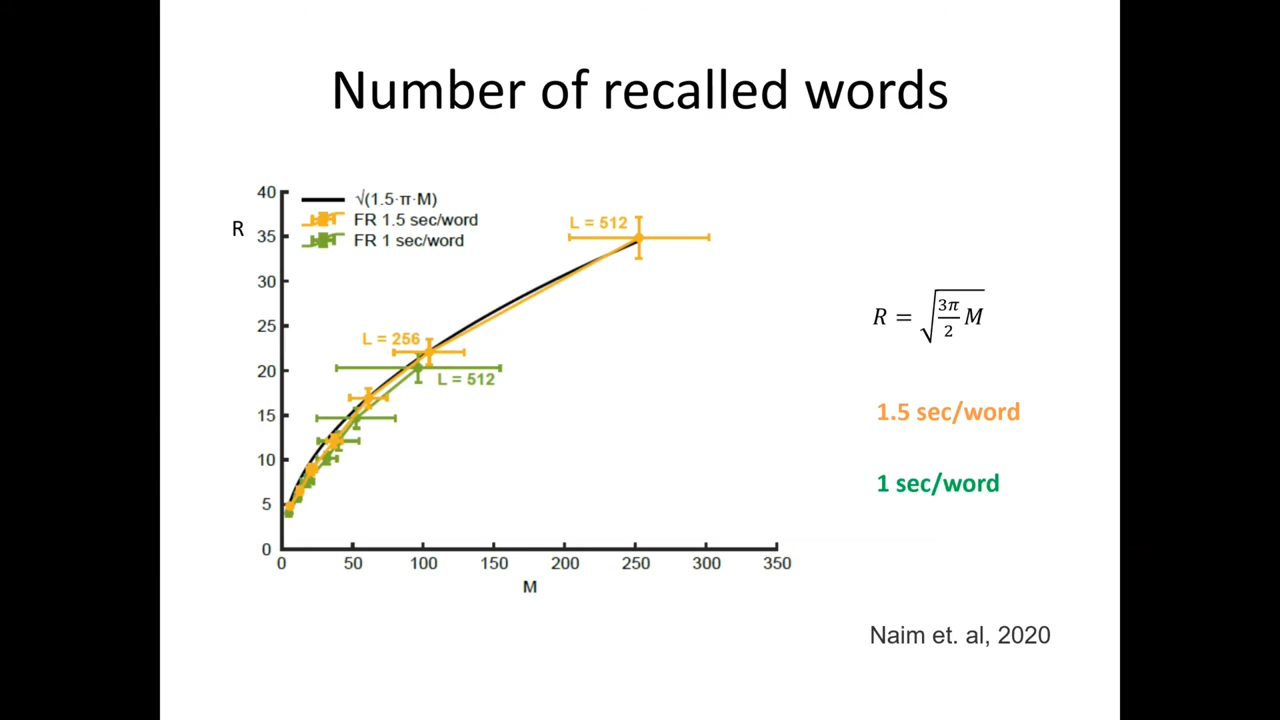 Number of recalled words
R
40
35
30
25
20
15
10
5
0
√(1.5·π·M)
FR 1.5 sec/word
FR 1 sec/word
L = 512
L = 256
L = 512
0 50 100 150 200 250 300 350
M
R = √(3π/2 M)
1.5 sec/word
1 sec/word
Naim et. al, 2020